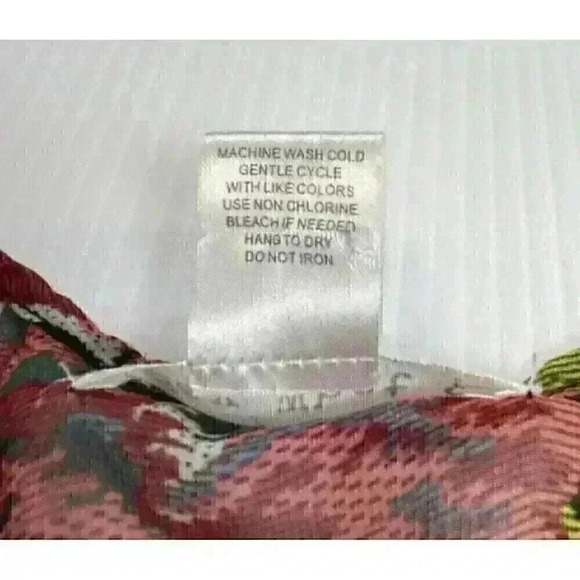 MACHINE WASH COLD
GENTLE CYCLE
WITH LIKE COLORS
USE NON CHLORINE
BLEACH IF NEEDED
HANG TO DRY
DO NOT IRON